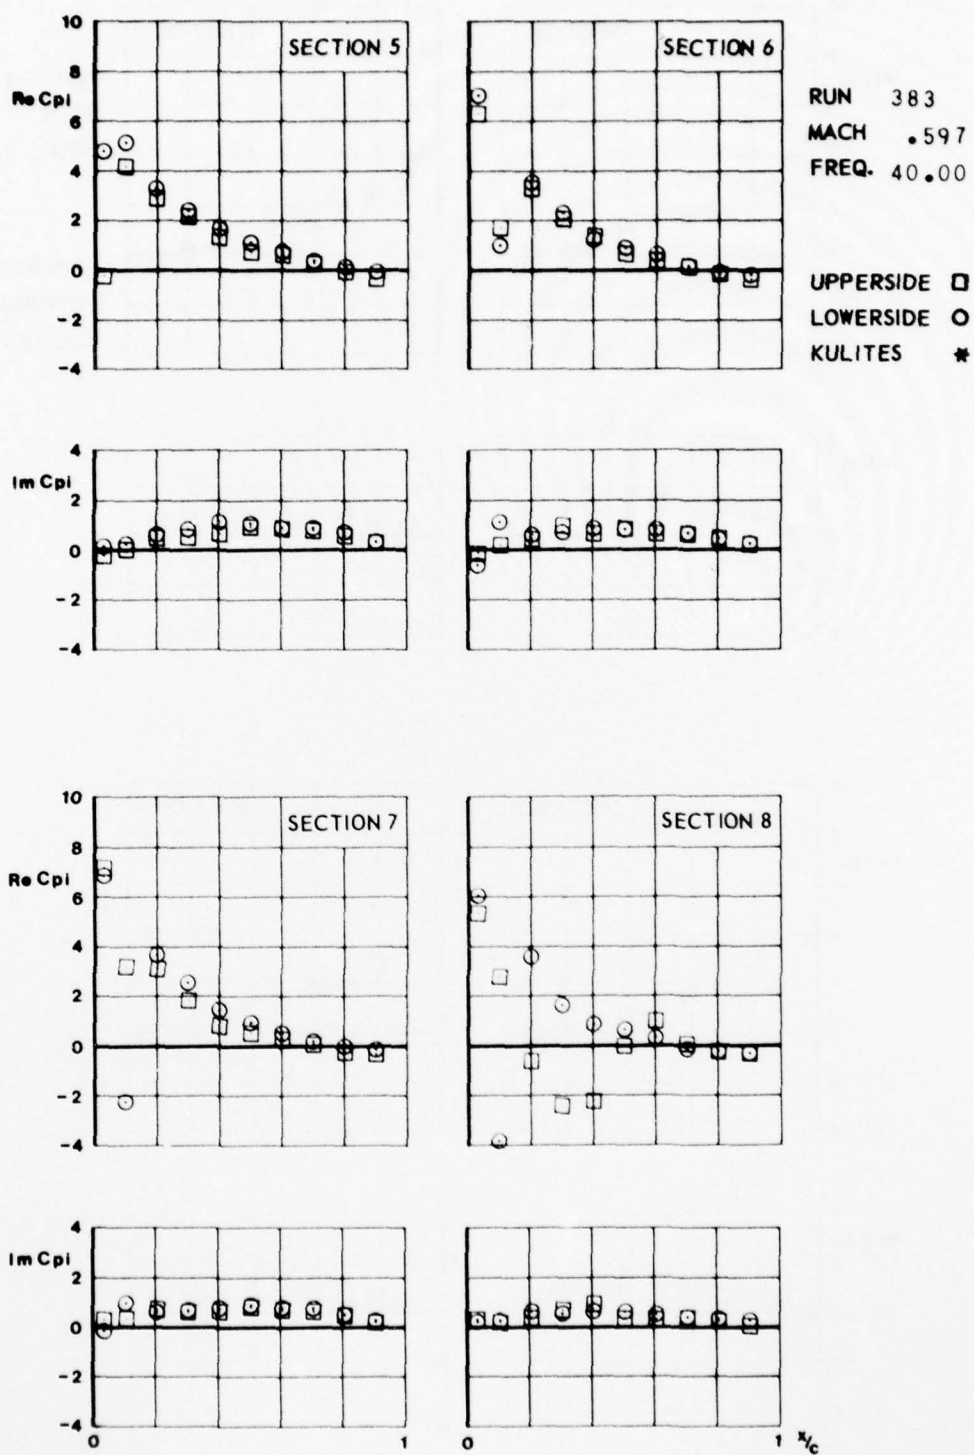 10
SECTION 5
SECTION 6
8
Re Cpi
RUN 383
6
MACH .597
4
FREQ. 40.00
2
0
UPPERSIDE □
-2
LOWERSIDE ○
KULITES *
-4
4
Im Cpi
2
0
-2
-4
10
SECTION 7
SECTION 8
8
Re Cpi
6
4
2
0
-2
-4
4
Im Cpi
2
0
-2
-4
0 1 0 1 x/c